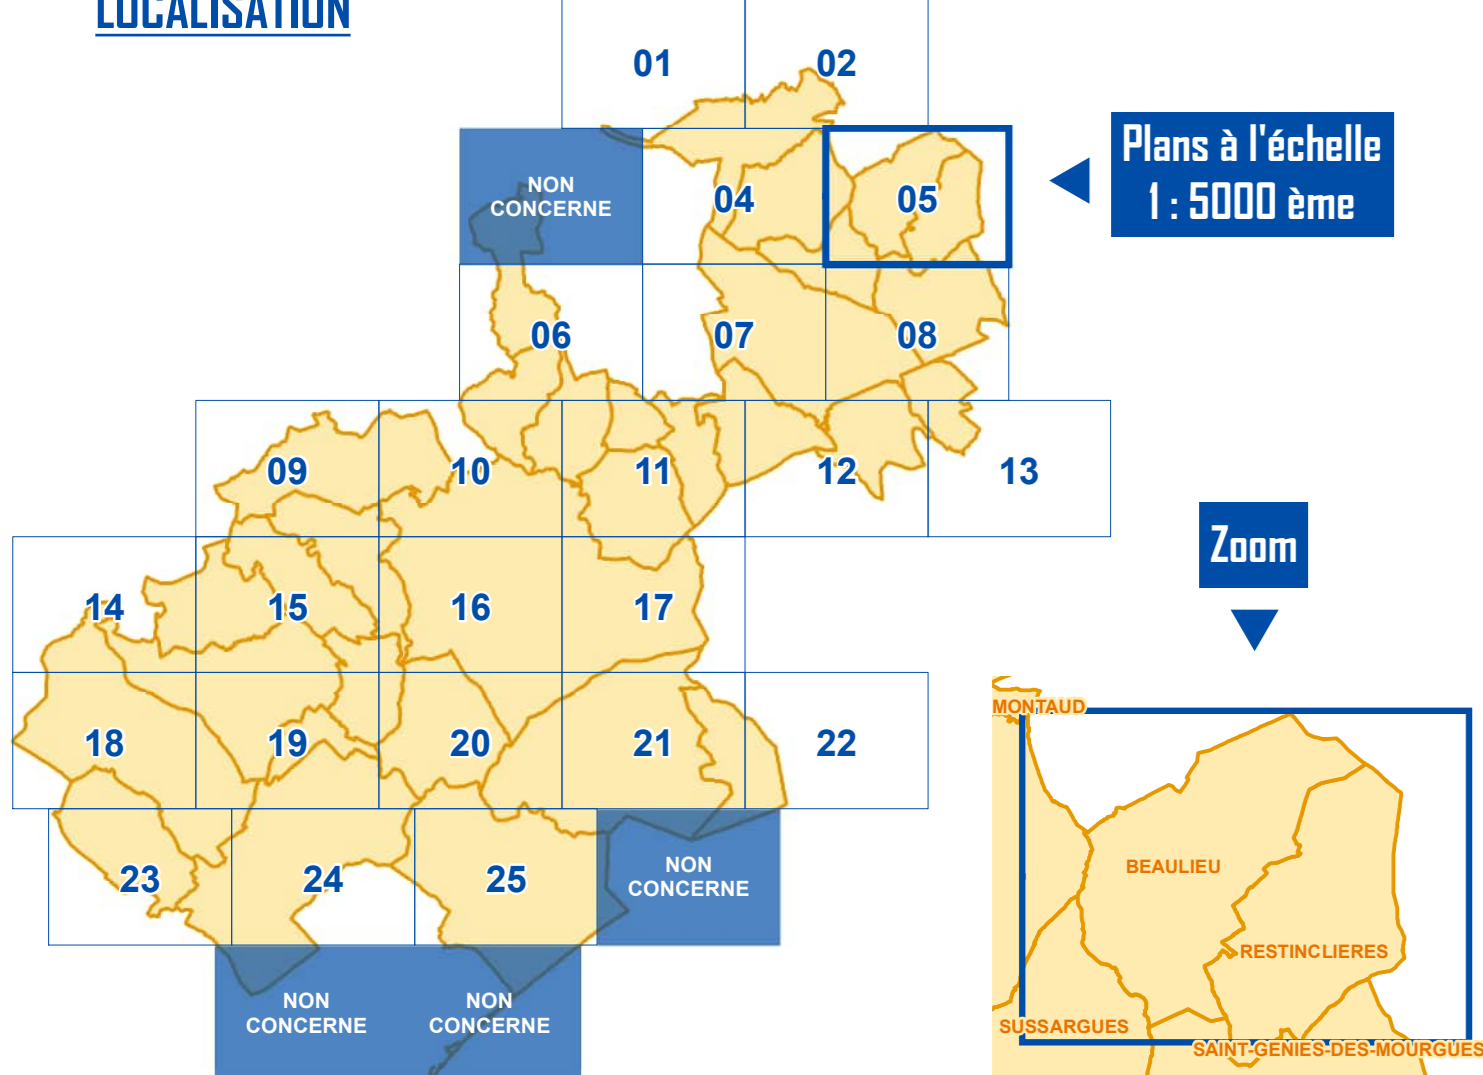 LOCALISATION
01
02
Plans à l'échelle
1 : 5000 ème
NON
CONCERNE
04
05
06
07
08
09
10
11
12
13
Zoom
14
15
16
17
18
19
20
21
22
MONTAUD
BEAULIEU
RESTINCLIERES
SUSSARGUES
SAINT-GENIES-DES-MOURGUES
23
24
25
NON
CONCERNE
NON
CONCERNE
NON
CONCERNE